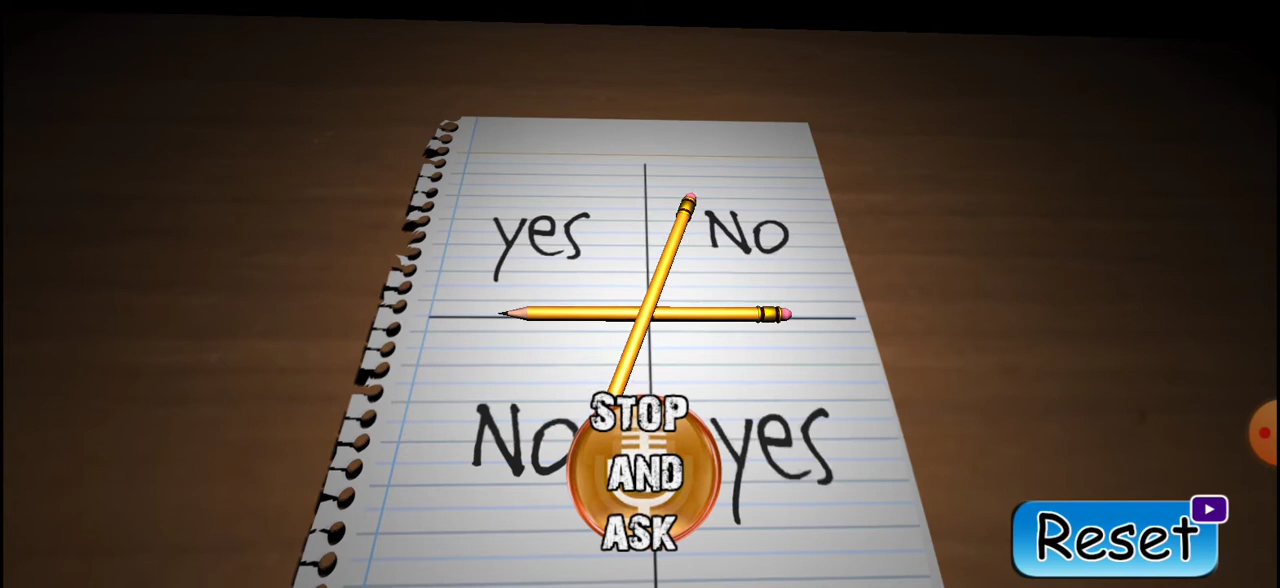 yes No
No yes
STOP
AND
ASK
Reset